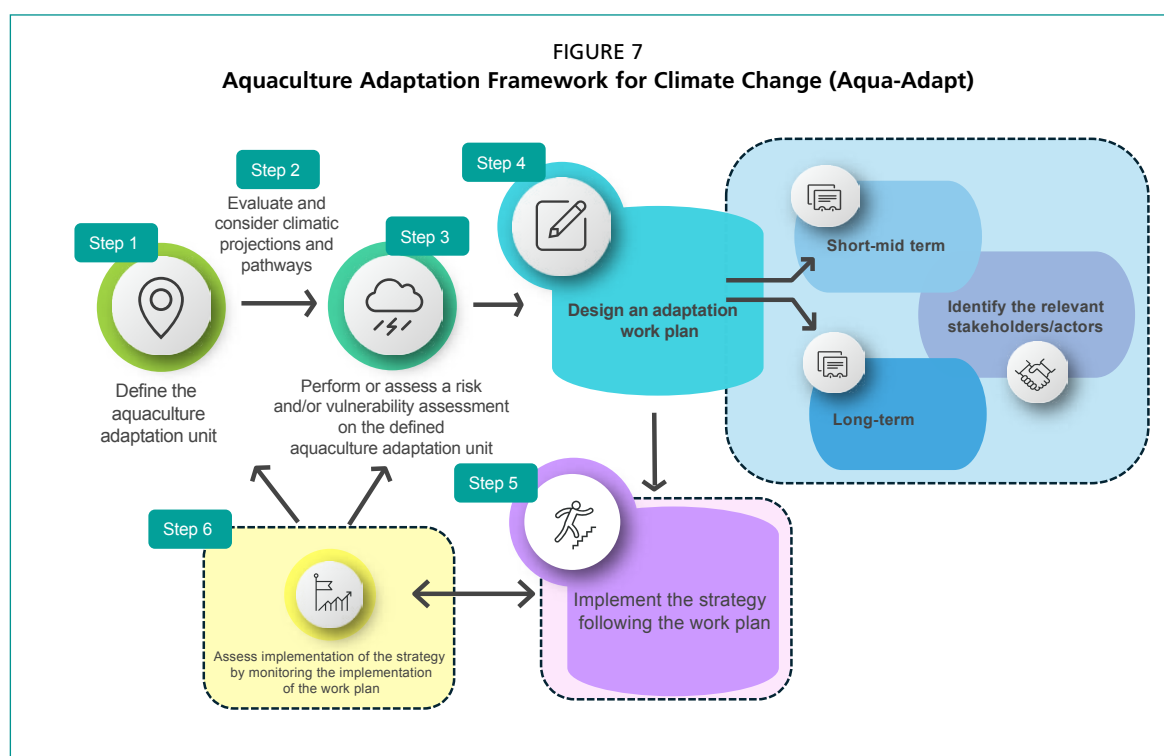 FIGURE 7
Aquaculture Adaptation Framework for Climate Change (Aqua-Adapt)
Step 1
Define the
aquaculture
adaptation unit
Step 2
Evaluate and
consider climatic
projections and
pathways
Step 3
Perform or assess a risk
and/or vulnerability assessment
on the defined
aquaculture adaptation unit
Step 4
Design an adaptation
work plan
Short-mid term
Identify the relevant
stakeholders/actors
Long-term
Step 5
Implement the strategy
following the work plan
Step 6
Assess implementation of the strategy
by monitoring the implementation
of the work plan